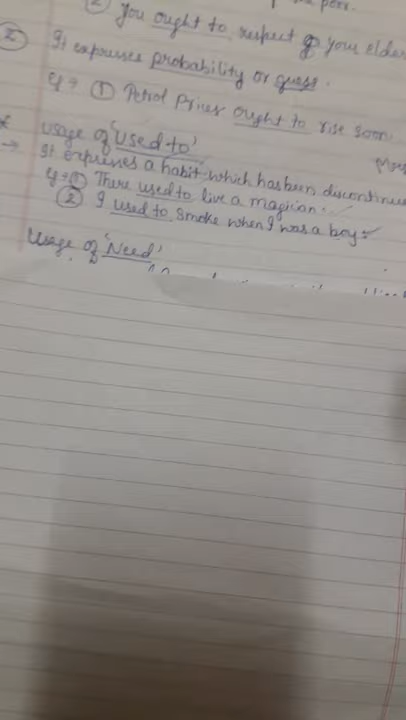 the poor.
② You ought to respect your elder
② It expresses probability or guess.
eg → ① Petrol Prices ought to rise soon
* Usage of 'Used to'
→ It expresses a habit which has been discontinue
eg → ① There used to live a magician.
② I used to smoke when I was a boy.
Usage of 'Need'